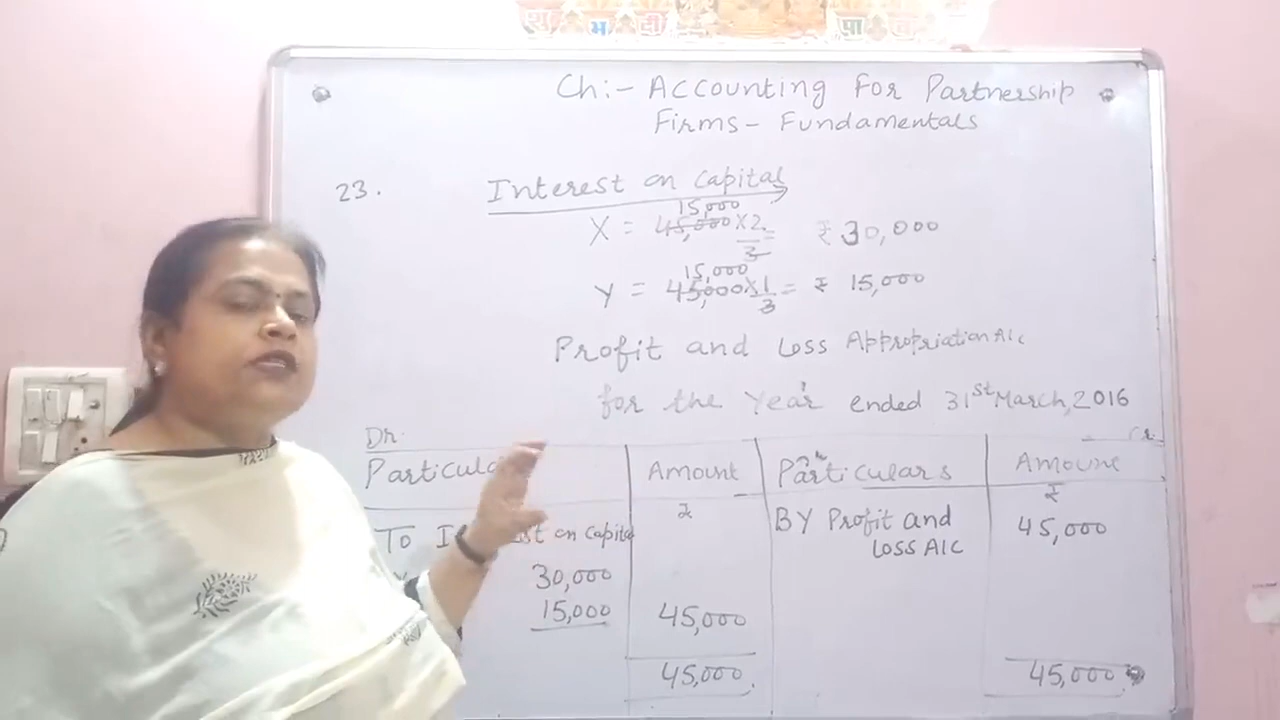 शु भ दी पा
Ch:- Accounting For Partnership
Firms - Fundamentals
23.
Interest on Capital
15,000
X = 45,000 X 2 / 3 = ₹ 30,000
15,000
Y = 45,000 X 1 / 3 = ₹ 15,000
Profit and Loss Appropriation A/c
for the Year ended 31st March, 2016
Dr. Cr.
Amount Particulars Amount
₹ ₹
To on Capital BY Profit and 45,000
Loss A/c
30,000
15,000 45,000
45,000 45,000